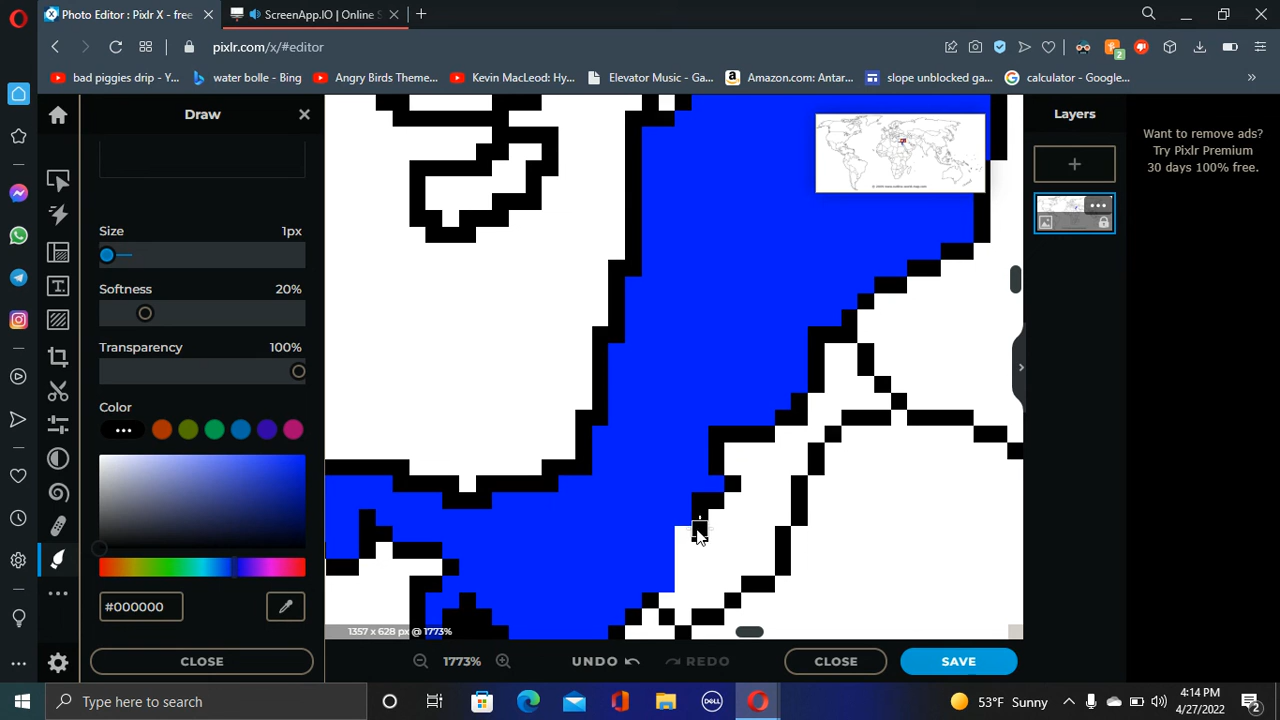 Photo Editor : Pixlr X - free
ScreenApp.IO | Online S
pixlr.com/x/#editor
2
bad piggies drip - Y...
water bolle - Bing
Angry Birds Theme...
Kevin MacLeod: Hy...
Elevator Music - Ga...
Amazon.com: Antar...
slope unblocked ga...
calculator - Google...
Draw
Layers
Want to remove ads?
Try Pixlr Premium
30 days 100% free.
Size
1px
Softness
20%
Transparency
100%
Color
#000000
CLOSE
1357 x 628 px @ 1773%
1773%
UNDO
REDO
CLOSE
SAVE
Type here to search
DELL
53°F Sunny
4:14 PM
4/27/2022
2